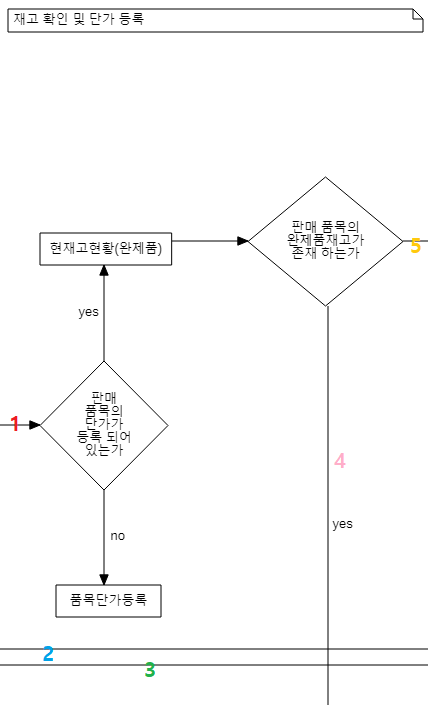 재고 확인 및 단가 등록
판매 품목의
완제품재고가
존재 하는가
5
현재고현황(완제품)
yes
판매
품목의
단가가
등록 되어
있는가
1
4
yes
no
품목단가등록
2
3